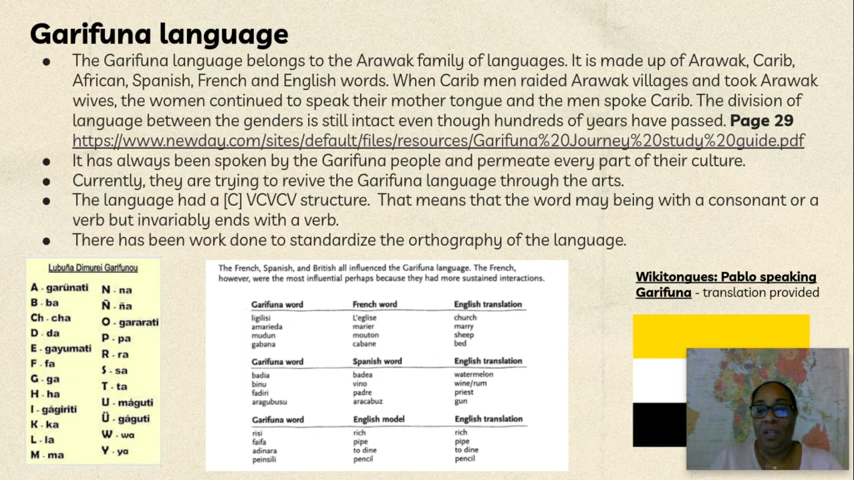 Garifuna language
● The Garifuna language belongs to the Arawak family of languages. It is made up of Arawak, Carib,
African, Spanish, French and English words. When Carib men raided Arawak villages and took Arawak
wives, the women continued to speak their mother tongue and the men spoke Carib. The division of
language between the genders is still intact even though hundreds of years have passed. Page 29
https://www.newday.com/sites/default/files/resources/Garifuna%20Journey%20study%20guide.pdf
● It has always been spoken by the Garifuna people and permeate every part of their culture.
● Currently, they are trying to revive the Garifuna language through the arts.
● The language had a [C] VCVCV structure. That means that the word may being with a consonant or a
verb but invariably ends with a verb.
● There has been work done to standardize the orthography of the language.
Lubuña Dimurei Garifunou
A - garünati
B - ba
Ch - cha
D - da
E - gayumati
F - fa
G - ga
H - ha
I - gágiriti
K - ka
L - la
M - ma
N - na
Ñ - ña
O - gararati
P - pa
R - ra
S - sa
T - ta
U - máguti
Ü - gáguti
W - wa
Y - ya
The French, Spanish, and British all influenced the Garifuna language. The French,
however, were the most influential perhaps because they had more sustained interactions.
Garifuna word French word English translation
ligilisi L'eglise church
amarieda marier marry
mudun mouton sheep
gabana cabane bed
Garifuna word Spanish word English translation
badia badea watermelon
binu vino wine/rum
fadiri padre priest
aragubusu aracabuz gun
Garifuna word English model English translation
risi rich rich
faifa pipe pipe
adinara to dine to dine
peinsili pencil pencil
Wikitongues: Pablo speaking
Garifuna - translation provided